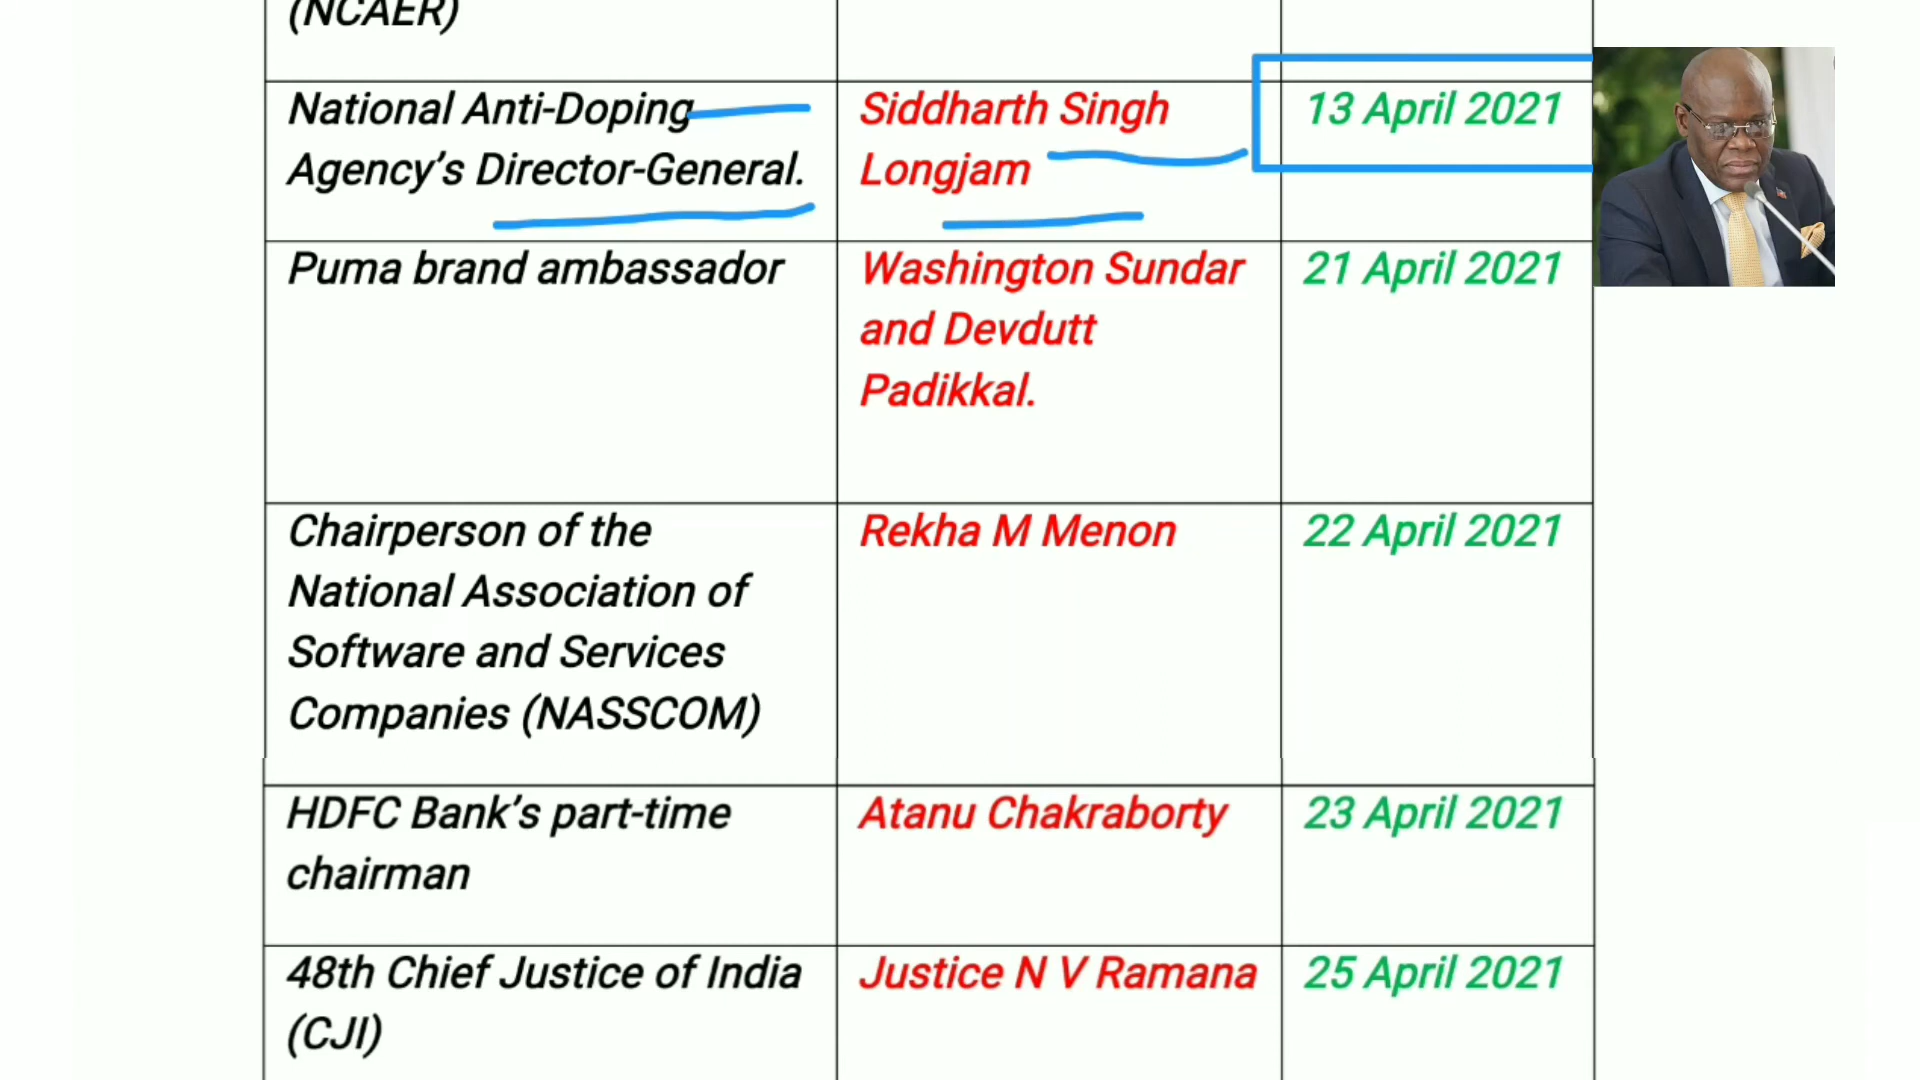 (NCAER)
National Anti-Doping
Agency’s Director-General.
Siddharth Singh
Longjam
13 April 2021
Puma brand ambassador
Washington Sundar
and Devdutt
Padikkal.
21 April 2021
Chairperson of the
National Association of
Software and Services
Companies (NASSCOM)
Rekha M Menon
22 April 2021
HDFC Bank’s part-time
chairman
Atanu Chakraborty
23 April 2021
48th Chief Justice of India
(CJI)
Justice N V Ramana
25 April 2021